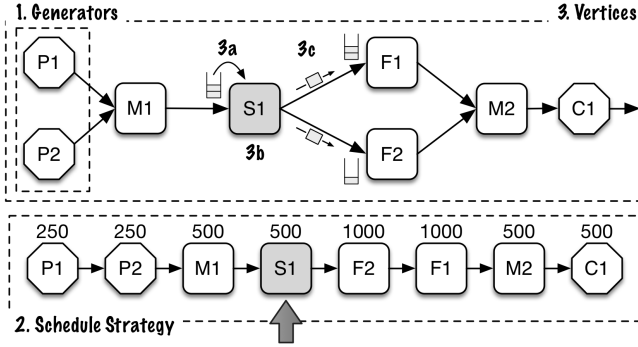 1. Generators
3. Vertices
P1
3a
3c
F1
M1
S1
M2
C1
P2
3b
F2
250 250 500 500 1000 1000 500 500
P1 P2 M1 S1 F2 F1 M2 C1
2. Schedule Strategy